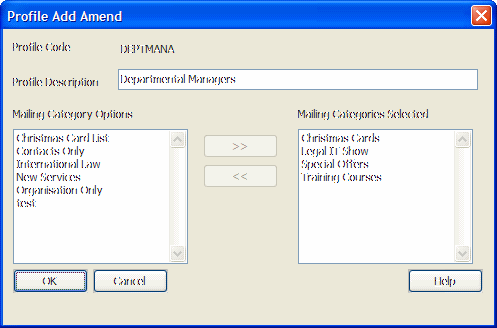 Profile Add Amend
Profile Code DEPTMANA
Profile Description Departmental Managers
Mailing Category Options Mailing Categories Selected
Christmas Card List
Contacts Only
International Law
New Services
Organisation Only
test
>>
<<
Christmas Cards
Legal IT Show
Special Offers
Training Courses
OK Cancel Help